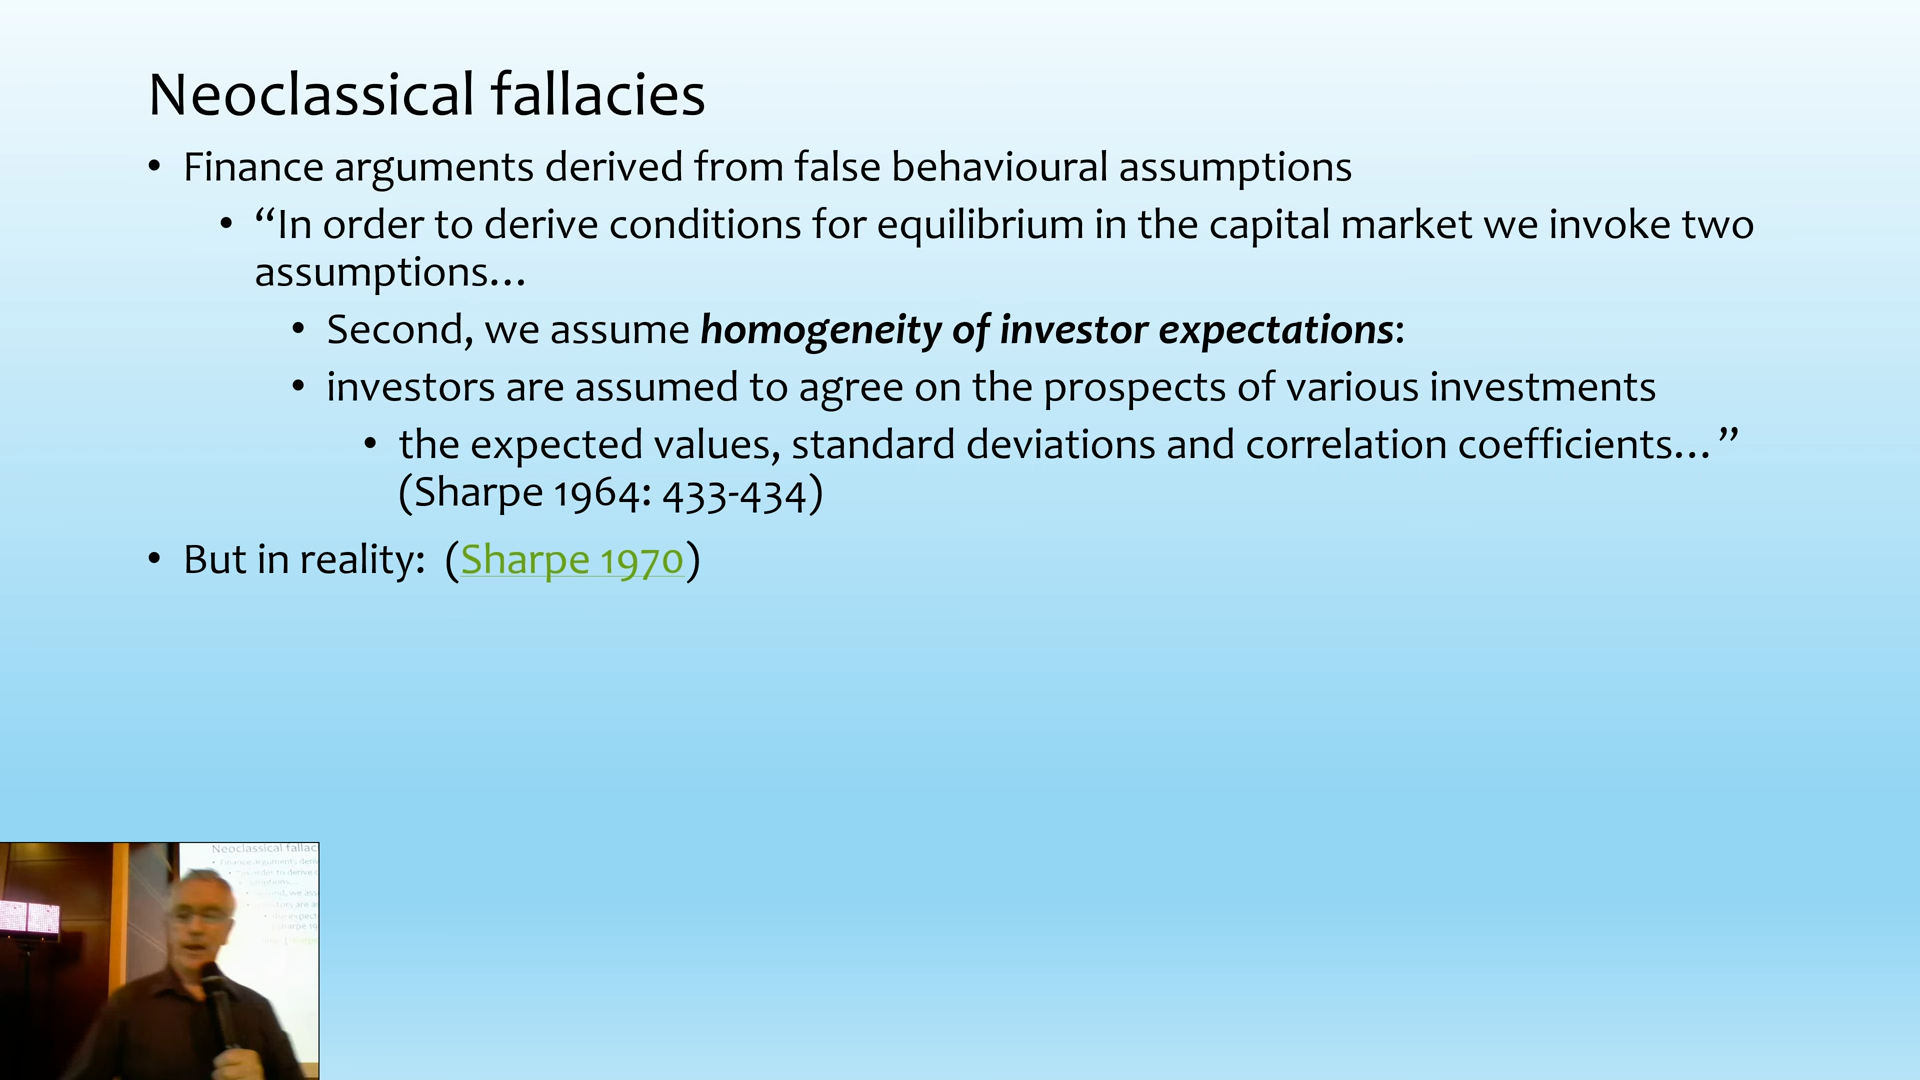 Neoclassical fallacies
• Finance arguments derived from false behavioural assumptions
• “In order to derive conditions for equilibrium in the capital market we invoke two
assumptions…
• Second, we assume homogeneity of investor expectations:
• investors are assumed to agree on the prospects of various investments
• the expected values, standard deviations and correlation coefficients…”
(Sharpe 1964: 433-434)
• But in reality: (Sharpe 1970)
Neoclassical fallac